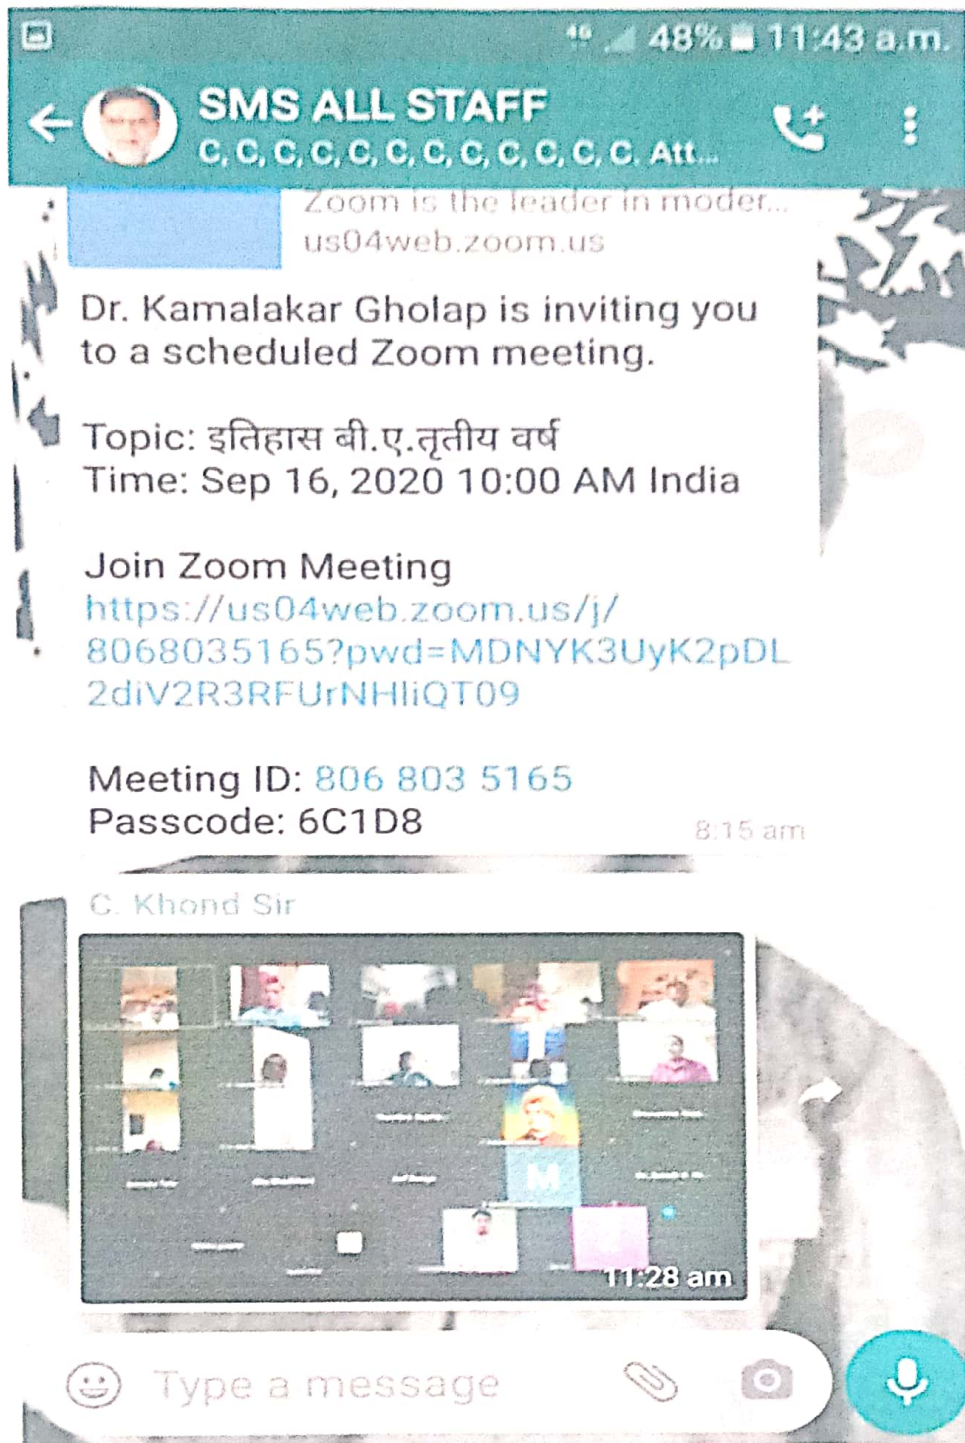 4G 48% 11:43 a.m.
SMS ALL STAFF
C, C, C, C, C, C, C, C, C, C, C, C. Att...
Zoom is the leader in moder...
us04web.zoom.us
Dr. Kamalakar Gholap is inviting you
to a scheduled Zoom meeting.
Topic: इतिहास बी.ए.तृतीय वर्ष
Time: Sep 16, 2020 10:00 AM India
Join Zoom Meeting
https://us04web.zoom.us/j/
8068035165?pwd=MDNYK3UyK2pDL
2diV2R3RFUrNHliQT09
Meeting ID: 806 803 5165
Passcode: 6C1D8
8:15 am
C. Khond Sir
M
11:28 am
Type a message